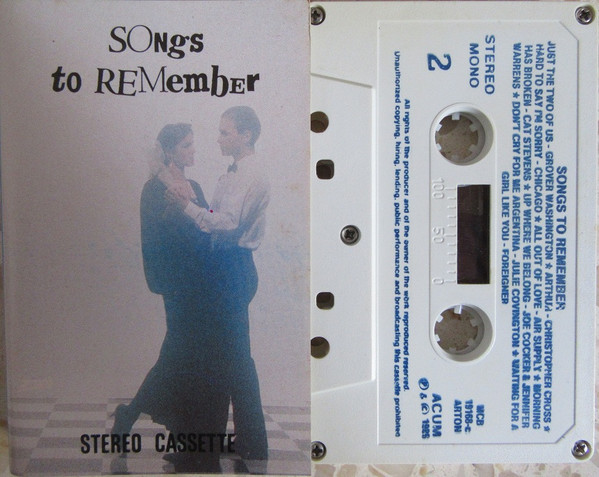 SONgs
to REMembeR
STEREO CASSETTE
SONGS TO REMEMBER
JUST THE TWO OF US - GROVER WASHINGTON ★ ARTHUR - CHRISTOPHER CROSS ★
HARD TO SAY I'M SORRY - CHICAGO ★ ALL OUT OF LOVE - AIR SUPPLY ★ MORNING
HAS BROKEN - CAT STEVENS ★ UP WHERE WE BELONG - JOE COCKER & JENNIFER
WARRENS ★ DON'T CRY FOR ME ARGENTINA - JULIE COVINGTON ★ WAITING FOR A
GIRL LIKE YOU - FOREIGNER
STEREO
MONO
2
100 50 0
MCB
19168-c
ARTON
ACUM
℗ & ©
All rights of the producer and of the owner of the work reproduced reserved
Unauthorized copying, hiring, lending, public performance and broadcasting this cassette prohibited